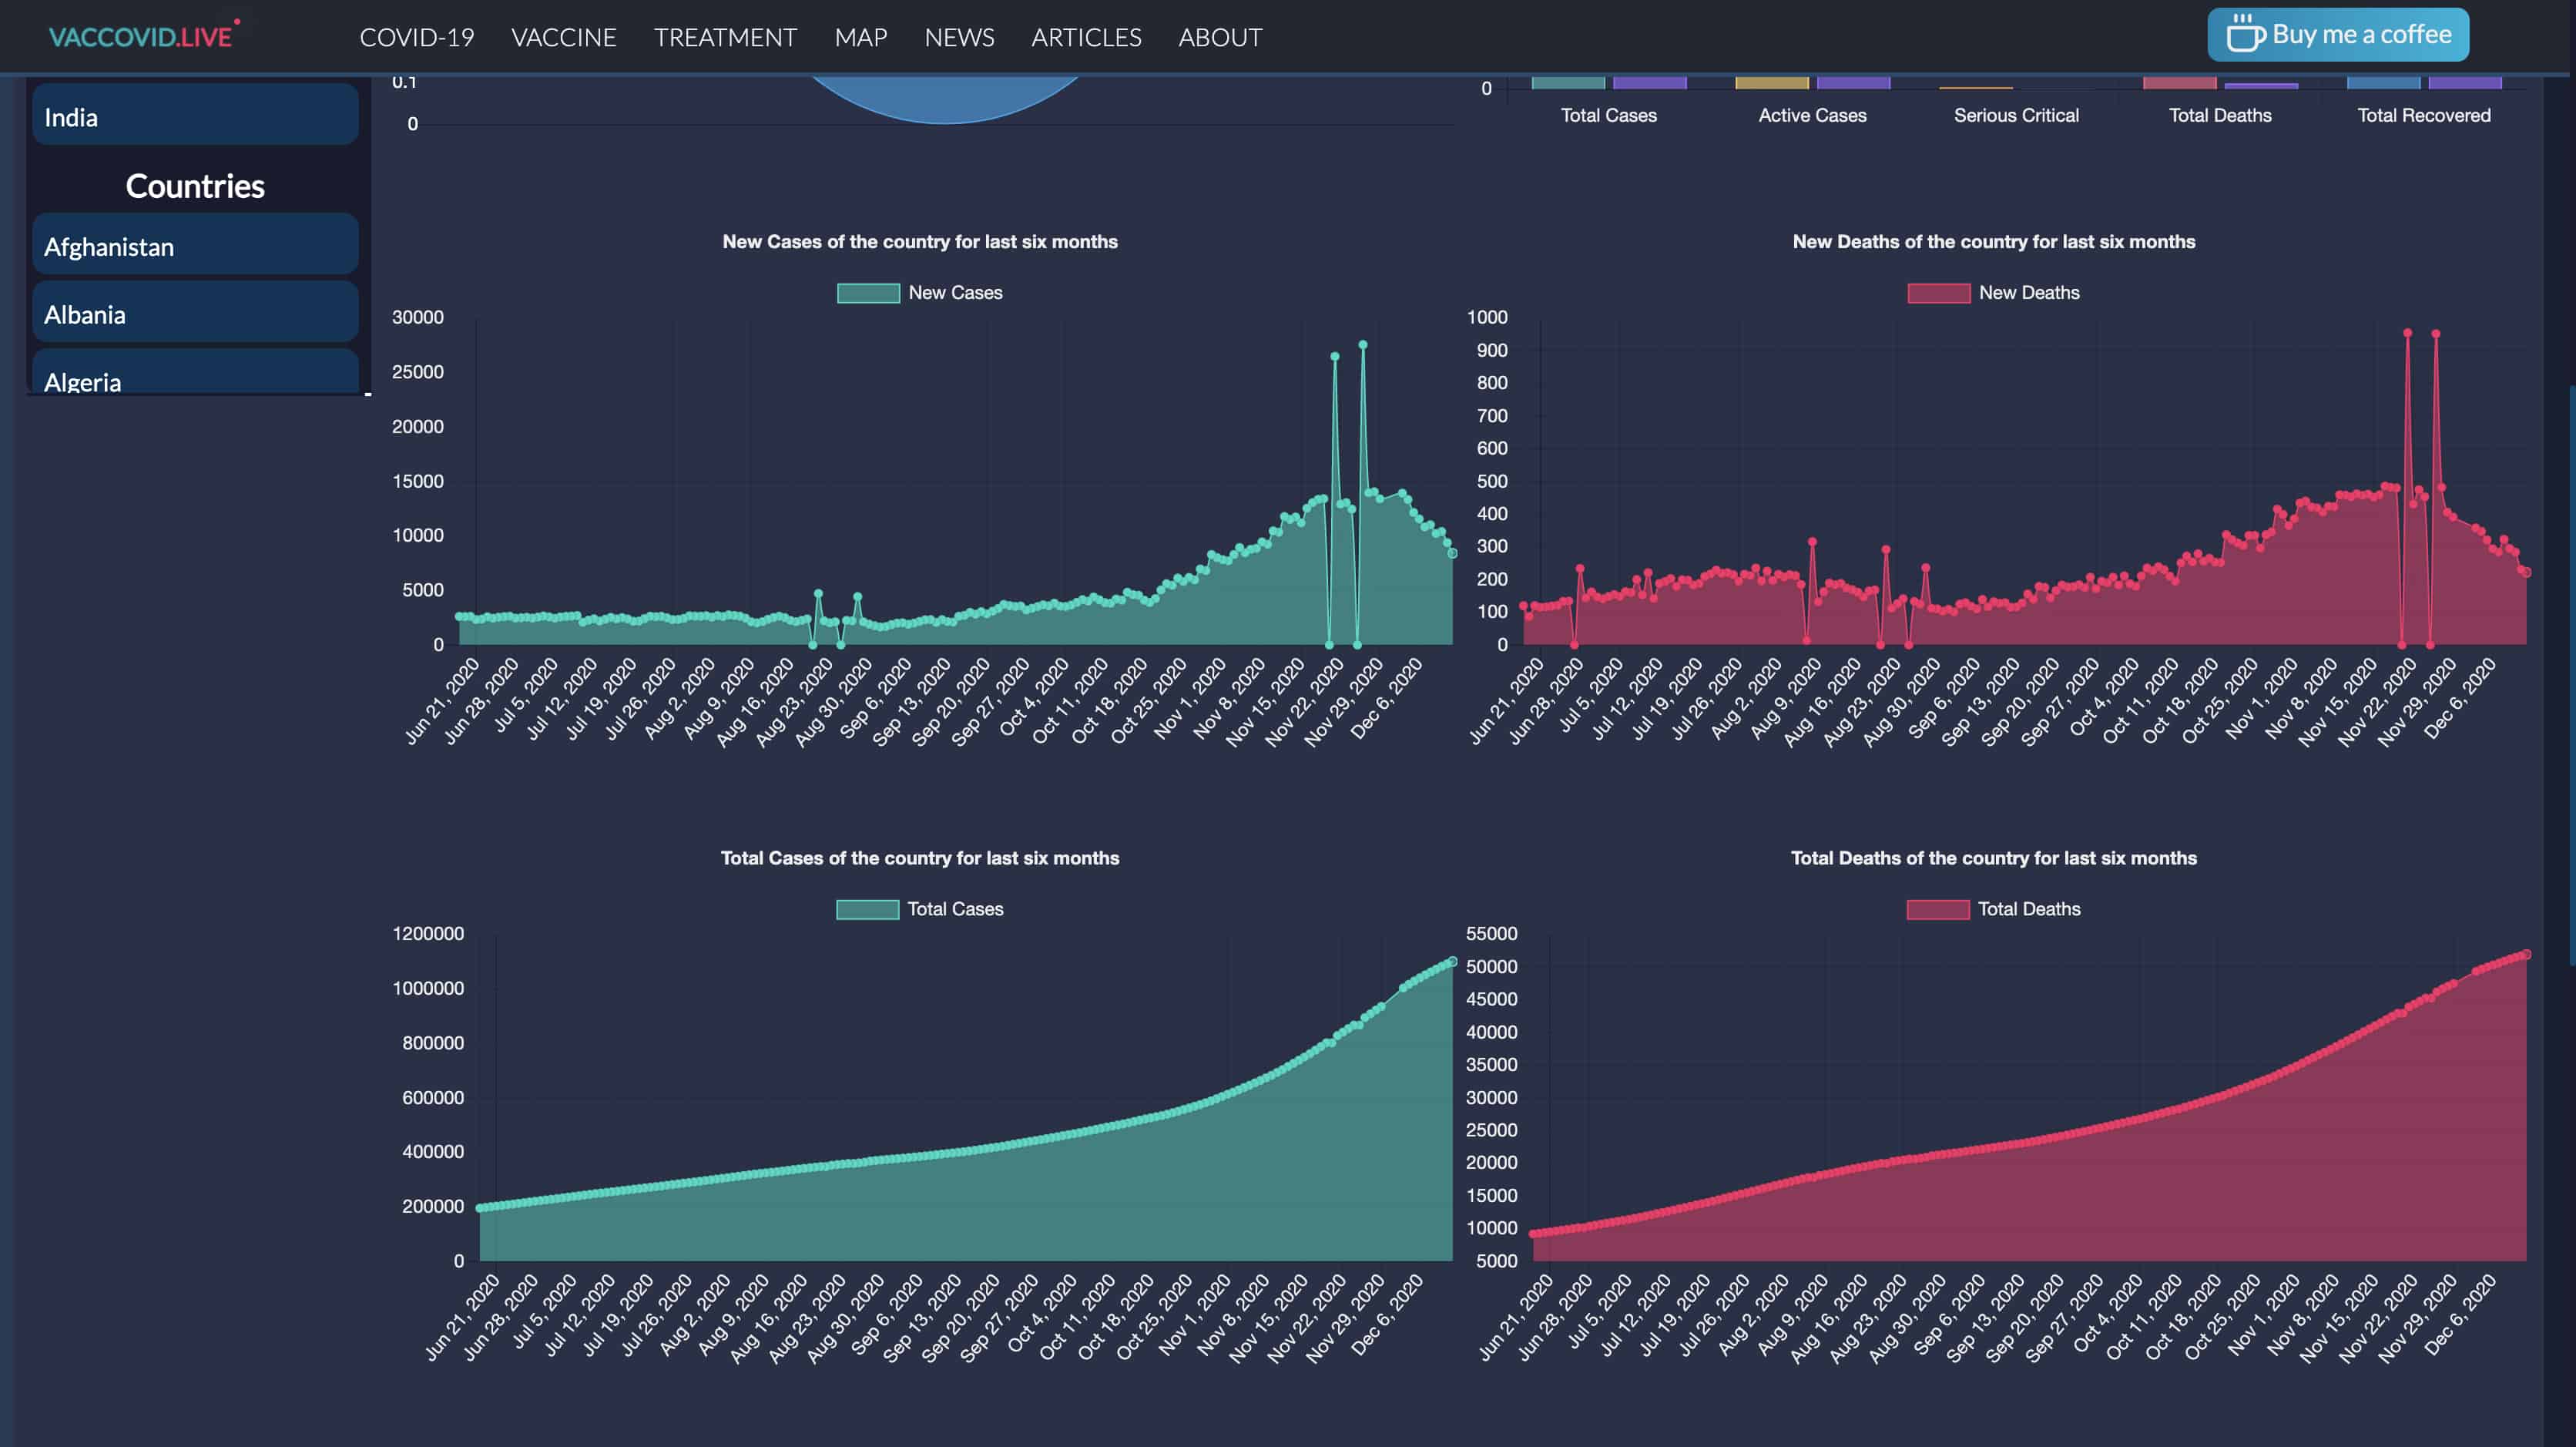 VACCOVID.LIVE
COVID-19 VACCINE TREATMENT MAP NEWS ARTICLES ABOUT
Buy me a coffee
India
Countries
Afghanistan
Albania
Algeria
0.1
0
0
Total Cases Active Cases Serious Critical Total Deaths Total Recovered
New Cases of the country for last six months
New Cases
30000
25000
20000
15000
10000
5000
0
Jun 21, 2020
Jun 28, 2020
Jul 5, 2020
Jul 12, 2020
Jul 19, 2020
Jul 26, 2020
Aug 2, 2020
Aug 9, 2020
Aug 16, 2020
Aug 23, 2020
Aug 30, 2020
Sep 6, 2020
Sep 13, 2020
Sep 20, 2020
Sep 27, 2020
Oct 4, 2020
Oct 11, 2020
Oct 18, 2020
Oct 25, 2020
Nov 1, 2020
Nov 8, 2020
Nov 15, 2020
Nov 22, 2020
Nov 29, 2020
Dec 6, 2020
New Deaths of the country for last six months
New Deaths
1000
900
800
700
600
500
400
300
200
100
0
Jun 21, 2020
Jun 28, 2020
Jul 5, 2020
Jul 12, 2020
Jul 19, 2020
Jul 26, 2020
Aug 2, 2020
Aug 9, 2020
Aug 16, 2020
Aug 23, 2020
Aug 30, 2020
Sep 6, 2020
Sep 13, 2020
Sep 20, 2020
Sep 27, 2020
Oct 4, 2020
Oct 11, 2020
Oct 18, 2020
Oct 25, 2020
Nov 1, 2020
Nov 8, 2020
Nov 15, 2020
Nov 22, 2020
Nov 29, 2020
Dec 6, 2020
Total Cases of the country for last six months
Total Cases
1200000
1000000
800000
600000
400000
200000
0
Jun 21, 2020
Jun 28, 2020
Jul 5, 2020
Jul 12, 2020
Jul 19, 2020
Jul 26, 2020
Aug 2, 2020
Aug 9, 2020
Aug 16, 2020
Aug 23, 2020
Aug 30, 2020
Sep 6, 2020
Sep 13, 2020
Sep 20, 2020
Sep 27, 2020
Oct 4, 2020
Oct 11, 2020
Oct 18, 2020
Oct 25, 2020
Nov 1, 2020
Nov 8, 2020
Nov 15, 2020
Nov 22, 2020
Nov 29, 2020
Dec 6, 2020
Total Deaths of the country for last six months
Total Deaths
55000
50000
45000
40000
35000
30000
25000
20000
15000
10000
5000
Jun 21, 2020
Jun 28, 2020
Jul 5, 2020
Jul 12, 2020
Jul 19, 2020
Jul 26, 2020
Aug 2, 2020
Aug 9, 2020
Aug 16, 2020
Aug 23, 2020
Aug 30, 2020
Sep 6, 2020
Sep 13, 2020
Sep 20, 2020
Sep 27, 2020
Oct 4, 2020
Oct 11, 2020
Oct 18, 2020
Oct 25, 2020
Nov 1, 2020
Nov 8, 2020
Nov 15, 2020
Nov 22, 2020
Nov 29, 2020
Dec 6, 2020